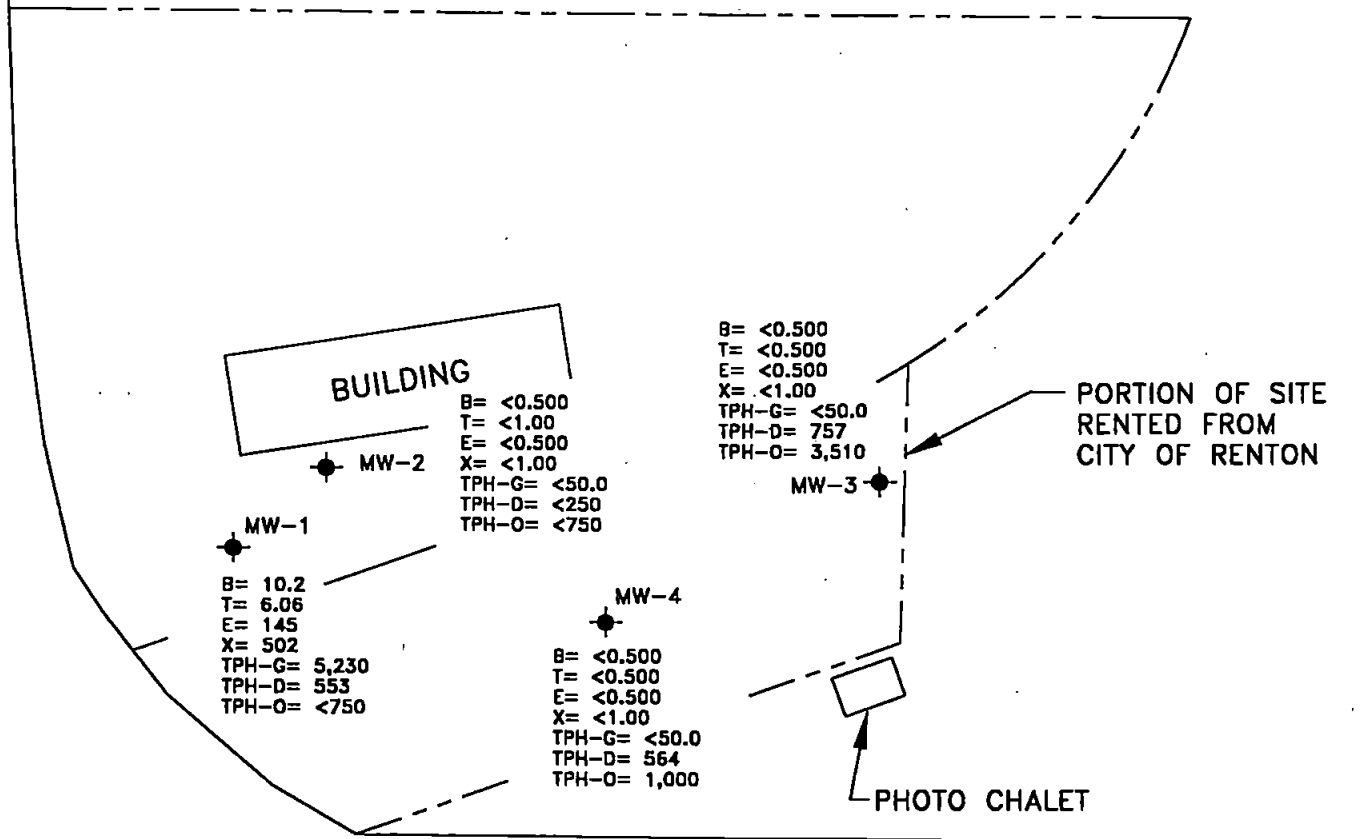 BUILDING
B= <0.500
T= <1.00
E= <0.500
X= <1.00
TPH-G= <50.0
TPH-D= <250
TPH-O= <750
MW-2
B= <0.500
T= <0.500
E= <0.500
X= <1.00
TPH-G= <50.0
TPH-D= 757
TPH-O= 3,510
MW-3
PORTION OF SITE
RENTED FROM
CITY OF RENTON
MW-1
B= 10.2
T= 6.06
E= 145
X= 502
TPH-G= 5,230
TPH-D= 553
TPH-O= <750
MW-4
B= <0.500
T= <0.500
E= <0.500
X= <1.00
TPH-G= <50.0
TPH-D= 564
TPH-O= 1,000
PHOTO CHALET